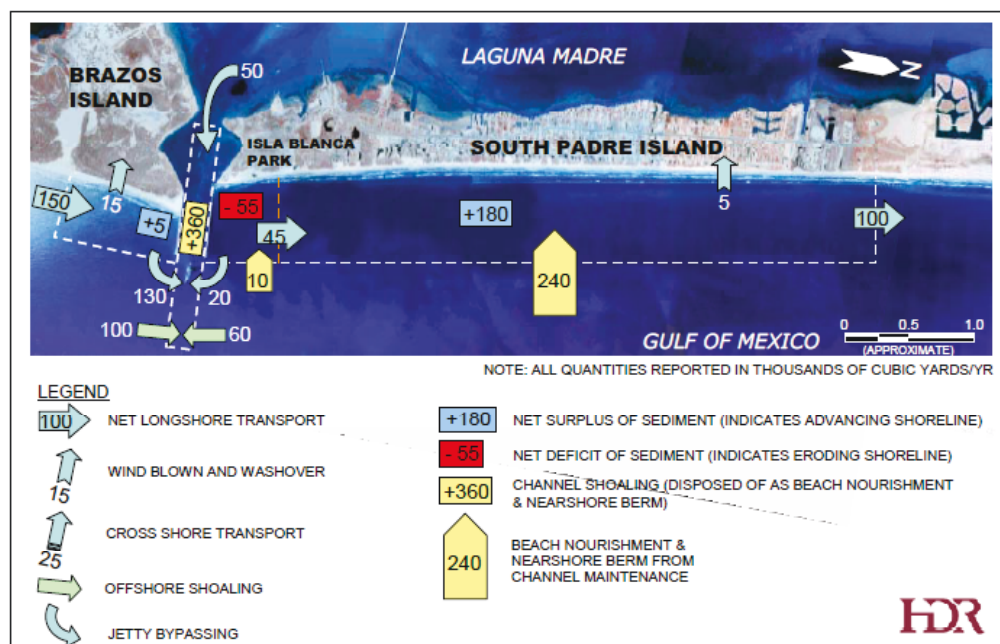 LAGUNA MADRE
BRAZOS
ISLAND
50
N
ISLA BLANCA
PARK
SOUTH PADRE ISLAND
150
15
+5
+360
- 55
45
+180
5
100
10
240
130
20
100
60
GULF OF MEXICO
0 0.5 1.0
(APPROXIMATE)
NOTE: ALL QUANTITIES REPORTED IN THOUSANDS OF CUBIC YARDS/YR
LEGEND
100 NET LONGSHORE TRANSPORT
15 WIND BLOWN AND WASHOVER
25 CROSS SHORE TRANSPORT
OFFSHORE SHOALING
JETTY BYPASSING
+180 NET SURPLUS OF SEDIMENT (INDICATES ADVANCING SHORELINE)
- 55 NET DEFICIT OF SEDIMENT (INDICATES ERODING SHORELINE)
+360 CHANNEL SHOALING (DISPOSED OF AS BEACH NOURISHMENT
& NEARSHORE BERM)
240 BEACH NOURISHMENT &
NEARSHORE BERM FROM
CHANNEL MAINTENANCE
HDR